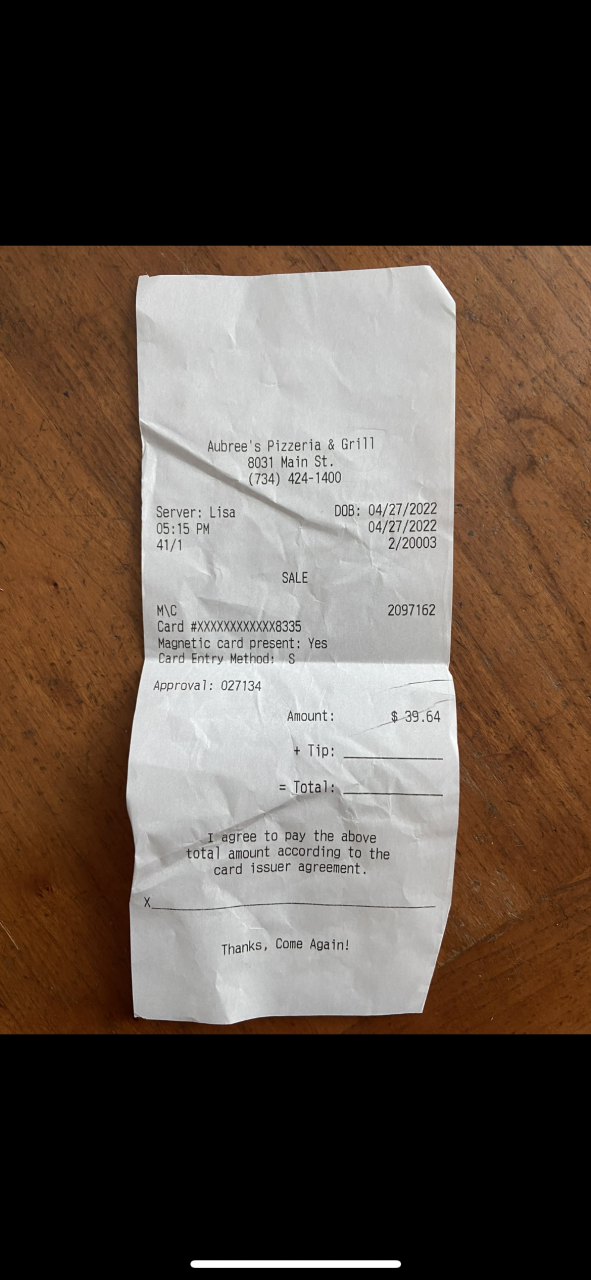 Aubree's Pizzeria & Grill
8031 Main St.
(734) 424-1400
Server: Lisa DOB: 04/27/2022
05:15 PM 04/27/2022
41/1 2/20003
SALE
M\C 2097162
Card #XXXXXXXXXXXX8335
Magnetic card present: Yes
Card Entry Method: S
Approval: 027134
Amount: $ 39.64
+ Tip:
= Total:
I agree to pay the above
total amount according to the
card issuer agreement.
X
Thanks, Come Again!